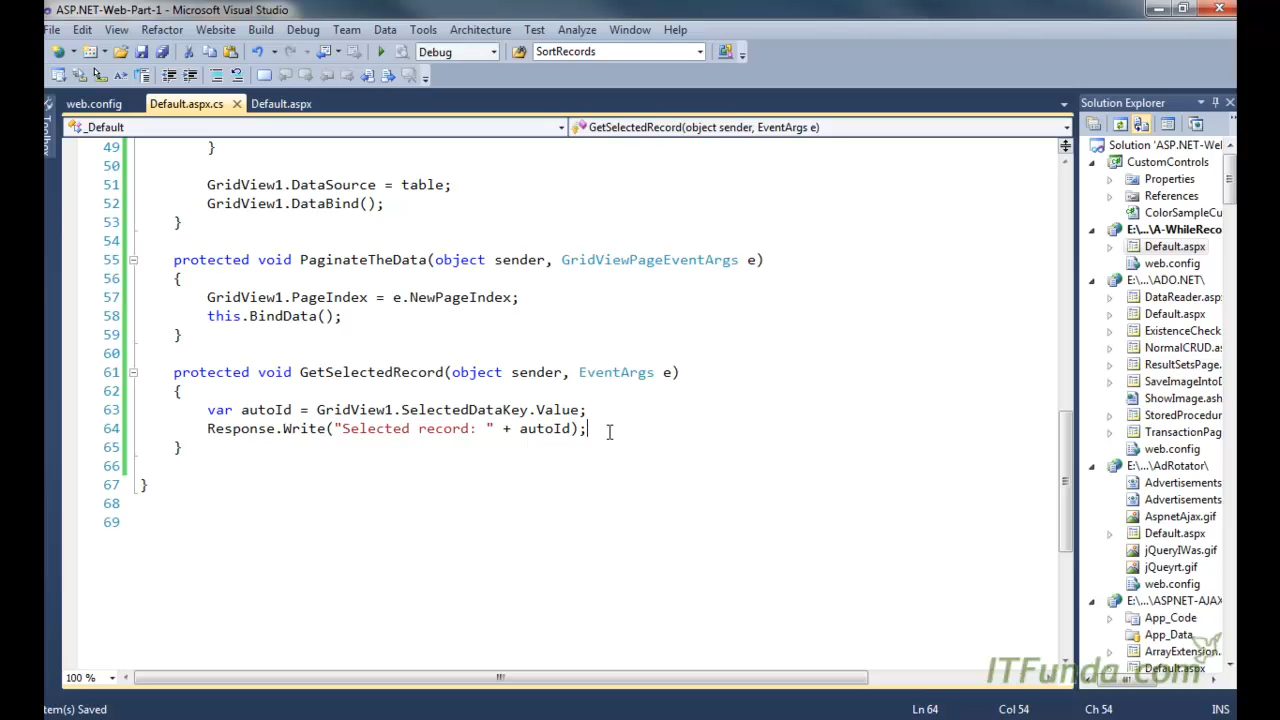 ASP.NET-Web-Part-1 - Microsoft Visual Studio
File Edit View Refactor Website Build Debug Team Data Tools Architecture Test Analyze Window Help
Debug SortRecords
web.config Default.aspx.cs Default.aspx
_Default GetSelectedRecord(object sender, EventArgs e)
49 }
50
51 GridView1.DataSource = table;
52 GridView1.DataBind();
53 }
54
55 protected void PaginateTheData(object sender, GridViewPageEventArgs e)
56 {
57 GridView1.PageIndex = e.NewPageIndex;
58 this.BindData();
59 }
60
61 protected void GetSelectedRecord(object sender, EventArgs e)
62 {
63 var autoId = GridView1.SelectedDataKey.Value;
64 Response.Write("Selected record: " + autoId);
65 }
66
67 }
68
69
100 %
tem(s) Saved Ln 64 Col 54 Ch 54 INS
Toolbox
Solution Explorer
Solution 'ASP.NET-We
CustomControls
Properties
References
ColorSampleCu
E:\...\A-WhileReco
Default.aspx
web.config
E:\...\ADO.NET\
DataReader.asp
Default.aspx
ExistenceCheck
NormalCRUD.as
ResultSetsPage.
SaveImageIntoD
ShowImage.ash
StoredProcedur
TransactionPag
web.config
E:\...\AdRotator\
Advertisements
Advertisements
AspnetAjax.gif
Default.aspx
jQueryIWas.gif
jQueyrt.gif
web.config
E:\...\ASPNET-AJAX
App_Code
App_Data
ArrayExtension.
Default.aspx
ITFunda.com